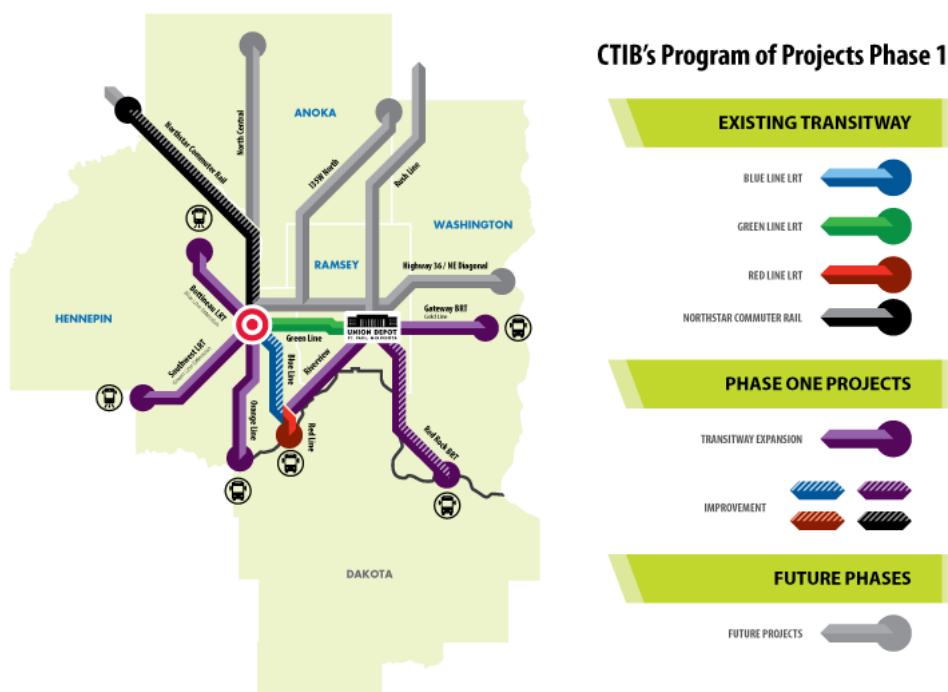 CTIB's Program of Projects Phase 1
EXISTING TRANSITWAY
BLUE LINE LRT
GREEN LINE LRT
RED LINE LRT
NORTHSTAR COMMUTER RAIL
PHASE ONE PROJECTS
TRANSITWAY EXPANSION
IMPROVEMENT
FUTURE PHASES
FUTURE PROJECTS
ANOKA
North Central
Northstar Commuter Rail
I35W North
Rush Line
WASHINGTON
RAMSEY
Highway 36 / NE Diagonal
HENNEPIN
Bottineau LRT
Blue Line Extension
Gateway BRT
Gold Line
UNION DEPOT
ST. PAUL, MINNESOTA
Green Line
Southwest LRT
Green Line Extension
Blue Line
Riverview
Orange Line
Red Line
Red Rock BRT
DAKOTA